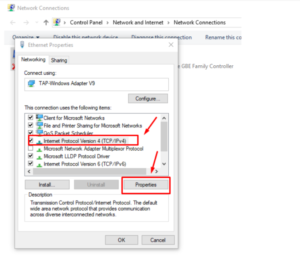 Network Connections
Control Panel > Network and Internet > Network Connections
Organize Disable this network device Diagnose this connection Rename this conn
Ethernet Properties
GBE Family Controller
Networking Sharing
Connect using:
TAP-Windows Adapter V9
Configure...
This connection uses the following items:
Client for Microsoft Networks
File and Printer Sharing for Microsoft Networks
QoS Packet Scheduler
Internet Protocol Version 4 (TCP/IPv4)
Microsoft Network Adapter Multiplexor Protocol
Microsoft LLDP Protocol Driver
Internet Protocol Version 6 (TCP/IPv6)
Install...
Uninstall
Properties
Description
Transmission Control Protocol/Internet Protocol. The default
wide area network protocol that provides communication
across diverse interconnected networks.
OK
Cancel